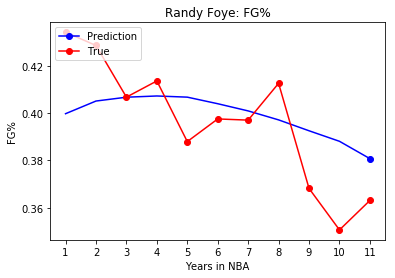 Randy Foye: FG%
Prediction
True
FG%
0.42
0.40
0.38
0.36
1 2 3 4 5 6 7 8 9 10 11
Years in NBA